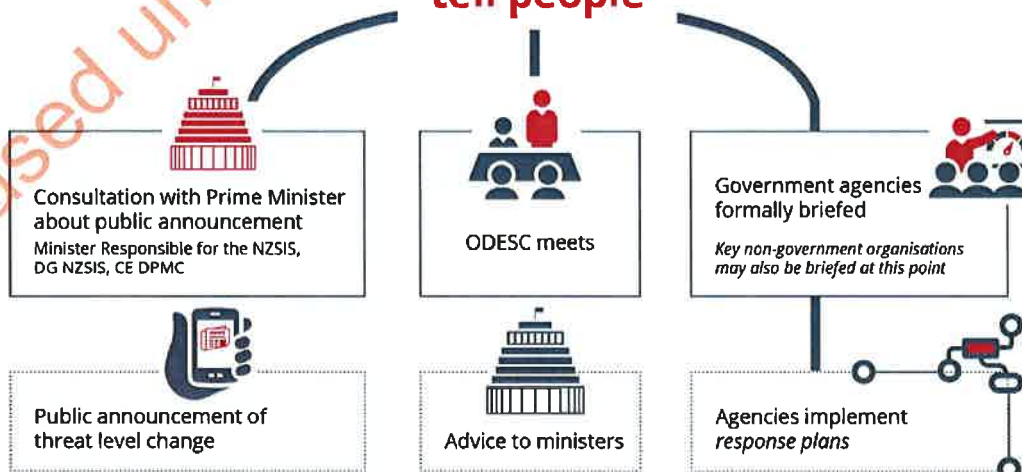 tell people
Consultation with Prime Minister
about public announcement
Minister Responsible for the NZSIS,
DG NZSIS, CE DPMC
ODESC meets
Government agencies
formally briefed
Key non-government organisations
may also be briefed at this point
Public announcement of
threat level change
Advice to ministers
Agencies implement
response plans